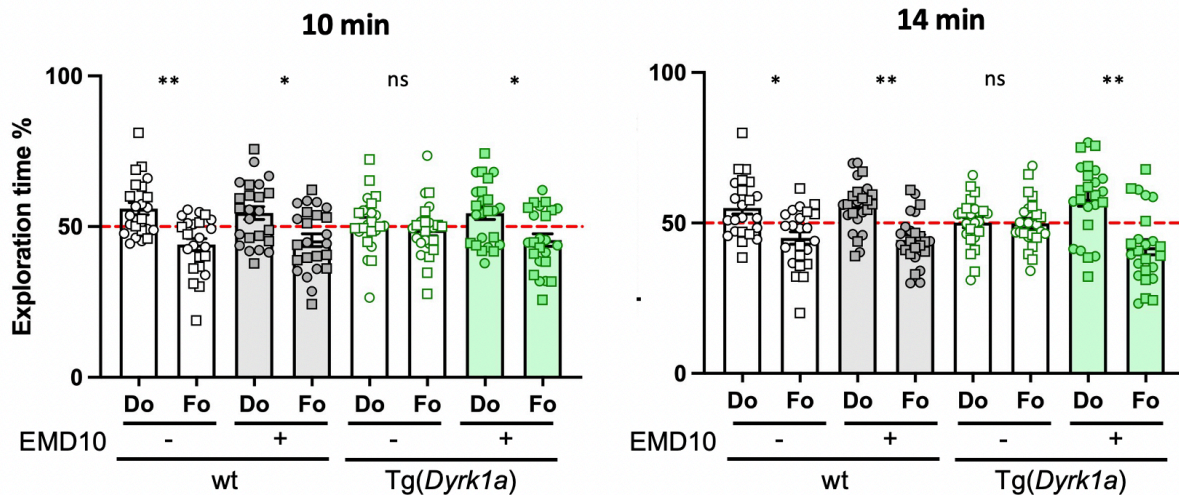 10 min
Exploration time %
100
50
0
** * ns *
Do Fo Do Fo Do Fo Do Fo
EMD10 - + - +
wt Tg(Dyrk1a)
14 min
100
50
0
* ** ns **
Do Fo Do Fo Do Fo Do Fo
EMD10 - + - +
wt Tg(Dyrk1a)